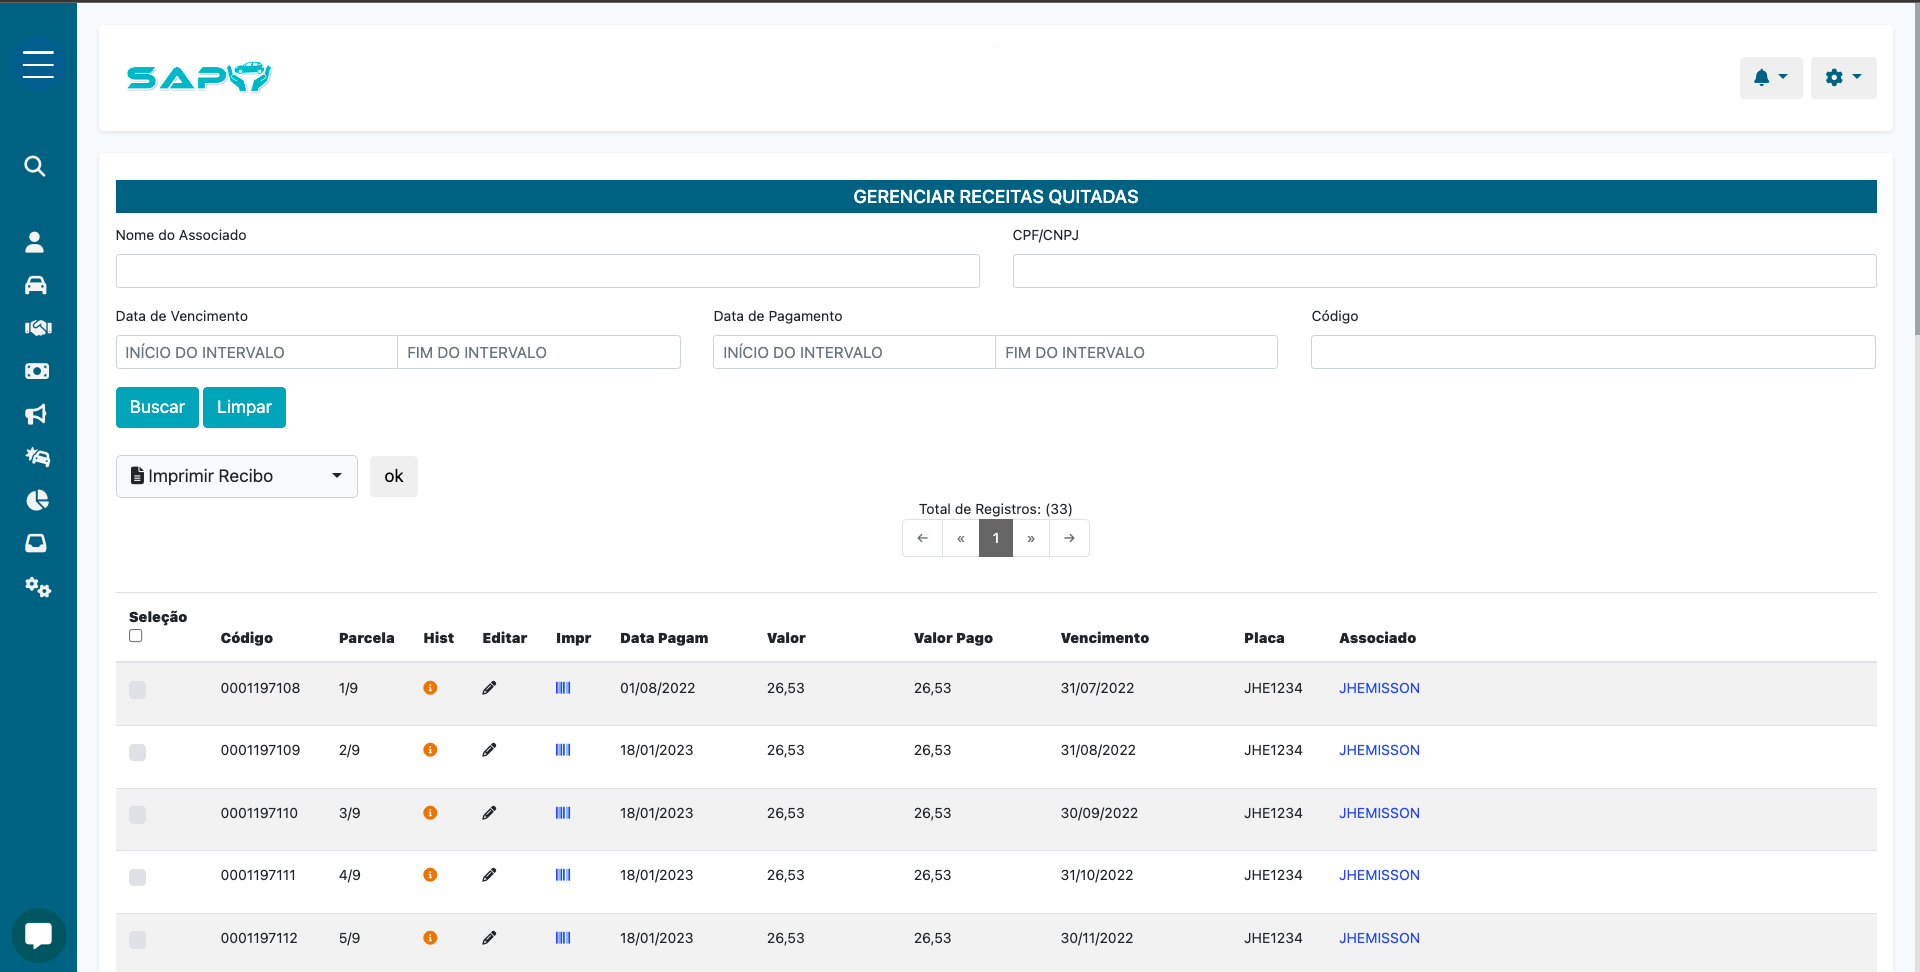 SAPY
GERENCIAR RECEITAS QUITADAS
Nome do Associado
CPF/CNPJ
Data de Vencimento
Data de Pagamento
Código
INÍCIO DO INTERVALO
FIM DO INTERVALO
INÍCIO DO INTERVALO
FIM DO INTERVALO
Buscar
Limpar
Imprimir Recibo
ok
Total de Registros: (33)
← « 1 » →
Seleção Código Parcela Hist Editar Impr Data Pagam Valor Valor Pago Vencimento Placa Associado
0001197108 1/9 01/08/2022 26,53 26,53 31/07/2022 JHE1234 JHEMISSON
0001197109 2/9 18/01/2023 26,53 26,53 31/08/2022 JHE1234 JHEMISSON
0001197110 3/9 18/01/2023 26,53 26,53 30/09/2022 JHE1234 JHEMISSON
0001197111 4/9 18/01/2023 26,53 26,53 31/10/2022 JHE1234 JHEMISSON
0001197112 5/9 18/01/2023 26,53 26,53 30/11/2022 JHE1234 JHEMISSON